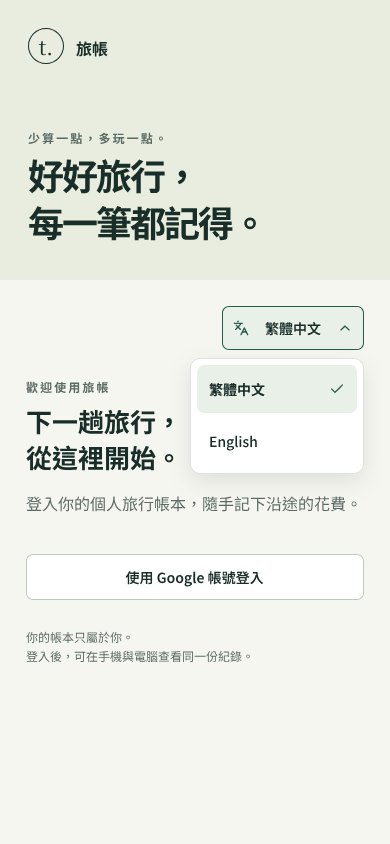 t.
旅帳
少算一點，多玩一點。
好好旅行，
每一筆都記得。
繁體中文
繁體中文
English
歡迎使用旅帳
下一趟旅行，
從這裡開始。
登入你的個人旅行帳本，隨手記下沿途的花費。
使用 Google 帳號登入
你的帳本只屬於你。
登入後，可在手機與電腦查看同一份紀錄。